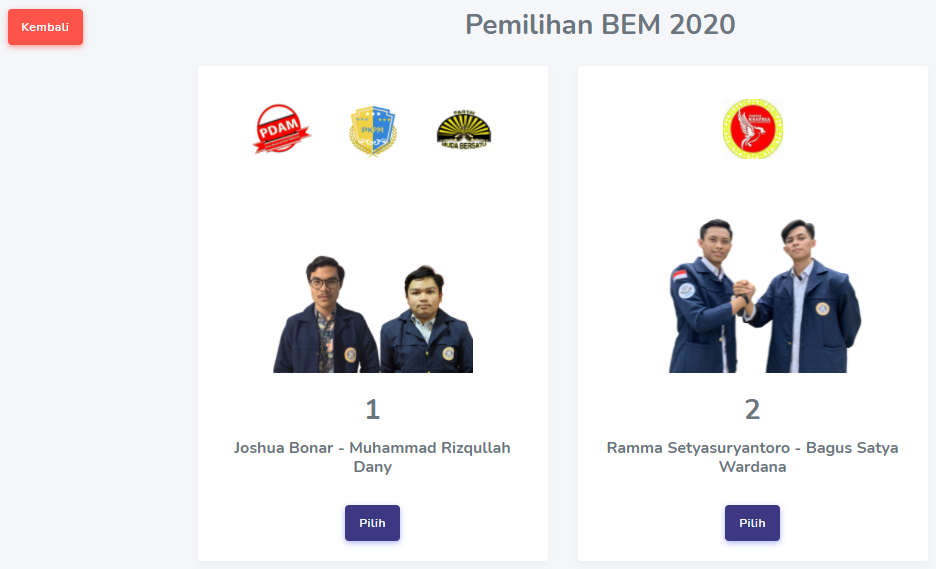 Kembali
Pemilihan BEM 2020
PDAM
PKPM
MUDA BERSATU
1
Joshua Bonar - Muhammad Rizqullah
Dany
Pilih
2
Ramma Setyasuryantoro - Bagus Satya
Wardana
Pilih